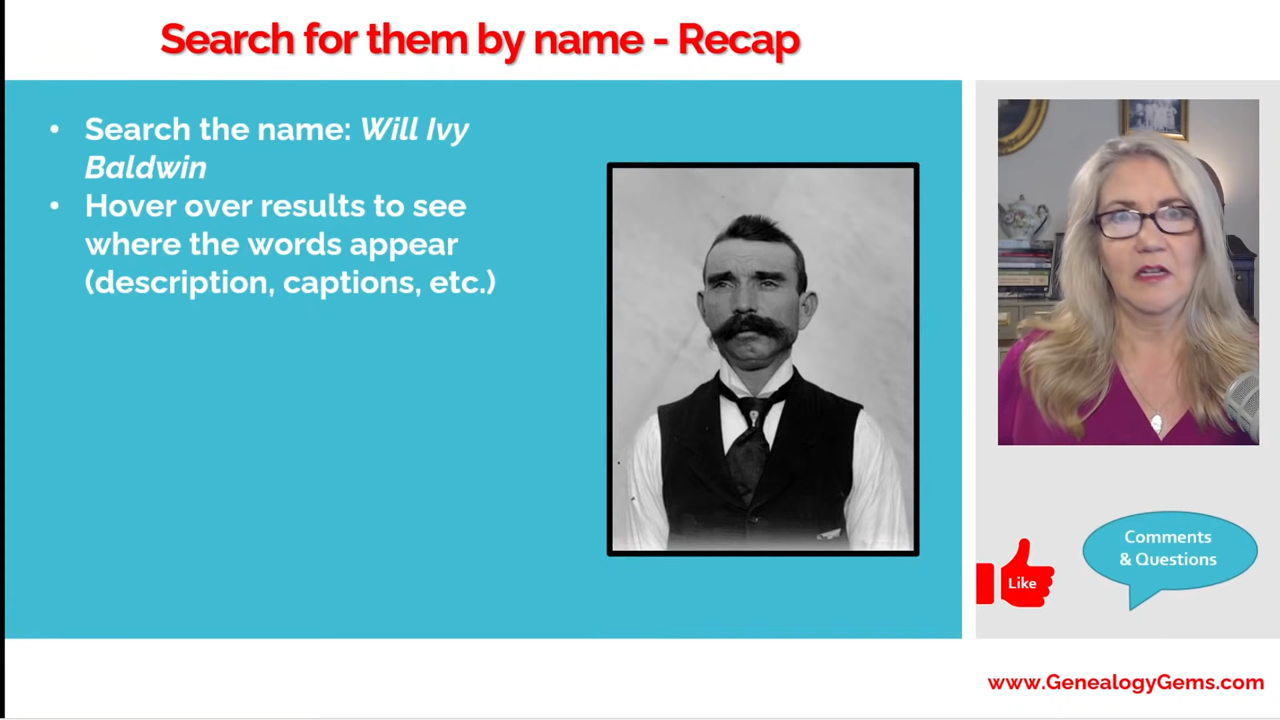 Search for them by name - Recap
• Search the name: Will Ivy
Baldwin
• Hover over results to see
where the words appear
(description, captions, etc.)
Like
Comments
& Questions
www.GenealogyGems.com